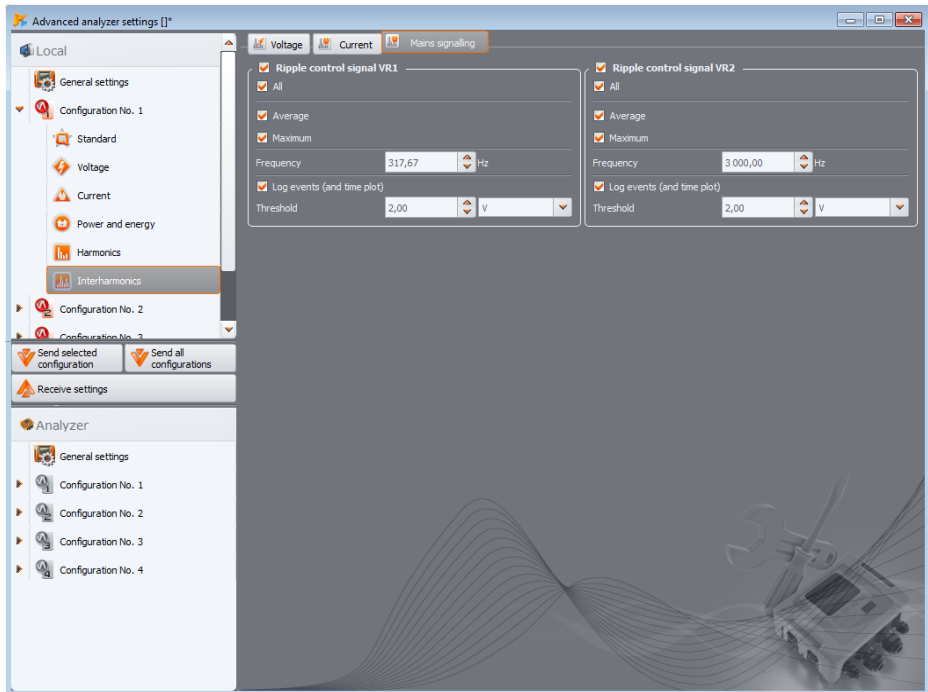 Advanced analyzer settings []*
Local
General settings
Configuration No. 1
Standard
Voltage
Current
Power and energy
Harmonics
Interharmonics
Configuration No. 2
Configuration No. 3
Send selected
configuration
Send all
configurations
Receive settings
Analyzer
General settings
Configuration No. 1
Configuration No. 2
Configuration No. 3
Configuration No. 4
Voltage
Current
Mains signalling
Ripple control signal VR1
All
Average
Maximum
Frequency 317,67 Hz
Log events (and time plot)
Threshold 2,00 V
Ripple control signal VR2
All
Average
Maximum
Frequency 3 000,00 Hz
Log events (and time plot)
Threshold 2,00 V